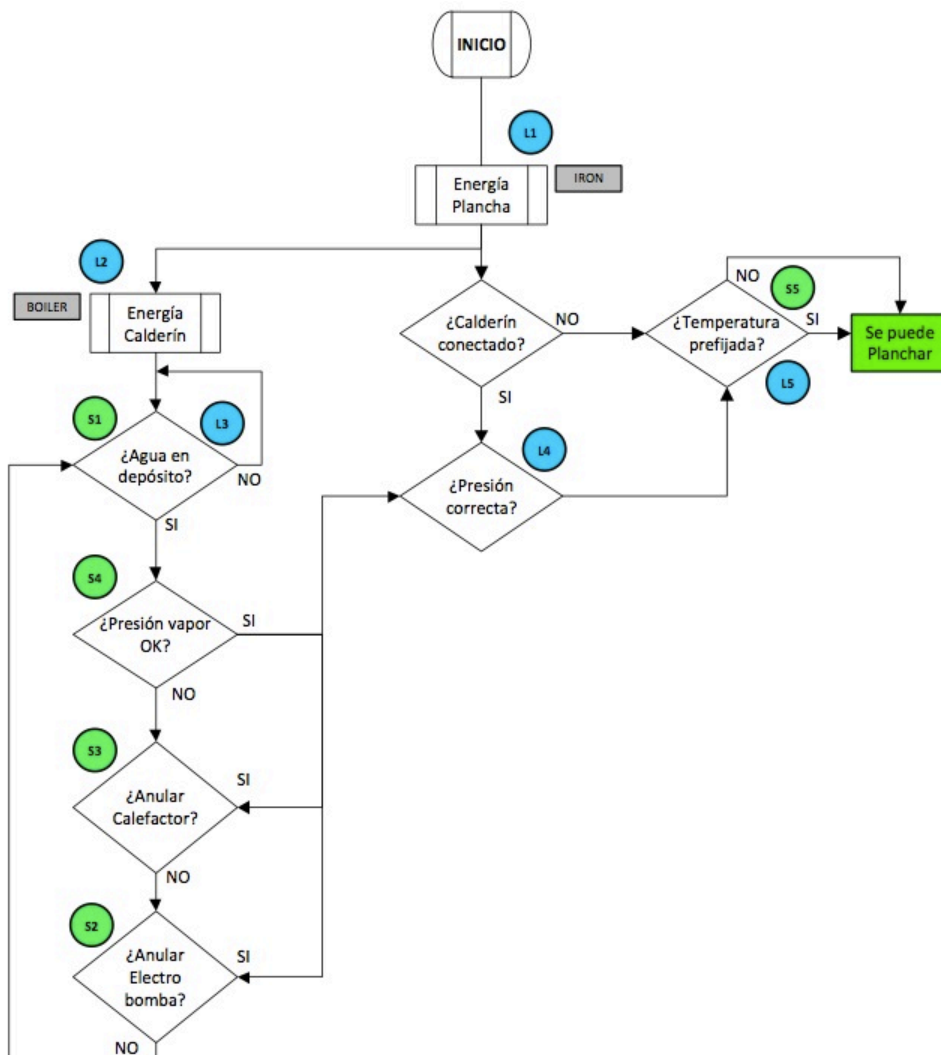 INICIO
L1
Energía
Plancha
IRON
L2
BOILER
Energía
Calderín
¿Calderín
conectado?
NO
¿Temperatura
prefijada?
NO
S5
SI
Se puede
Planchar
L5
SI
S1
L3
¿Agua en
depósito?
NO
SI
L4
¿Presión
correcta?
S4
¿Presión vapor
OK?
SI
NO
S3
¿Anular
Calefactor?
SI
NO
S2
¿Anular
Electro
bomba?
SI
NO